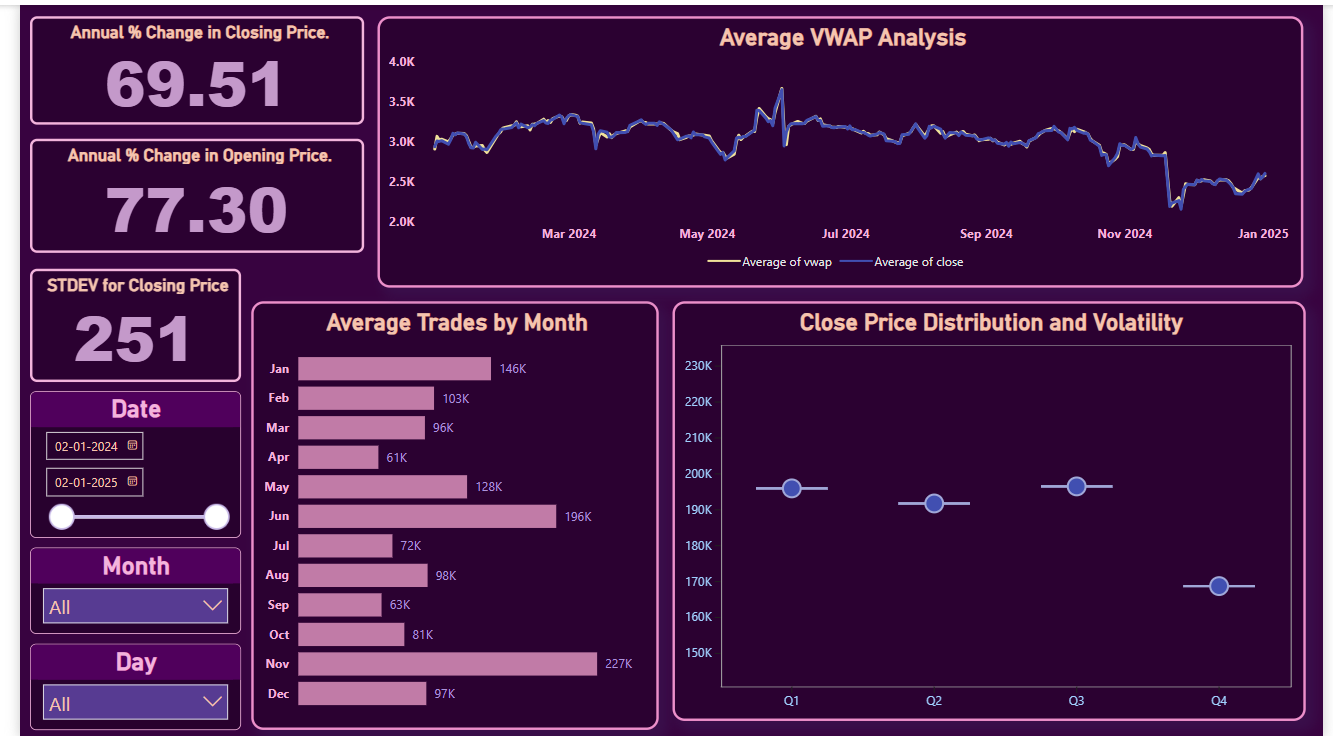 Annual % Change in Closing Price.
69.51
Annual % Change in Opening Price.
77.30
STDEV for Closing Price
251
Date
02-01-2024
02-01-2025
Month
All
Day
All
Average VWAP Analysis
4.0K
3.5K
3.0K
2.5K
2.0K
Mar 2024 May 2024 Jul 2024 Sep 2024 Nov 2024 Jan 2025
Average of vwap Average of close
Average Trades by Month
Jan 146K
Feb 103K
Mar 96K
Apr 61K
May 128K
Jun 196K
Jul 72K
Aug 98K
Sep 63K
Oct 81K
Nov 227K
Dec 97K
Close Price Distribution and Volatility
230K
220K
210K
200K
190K
180K
170K
160K
150K
Q1 Q2 Q3 Q4